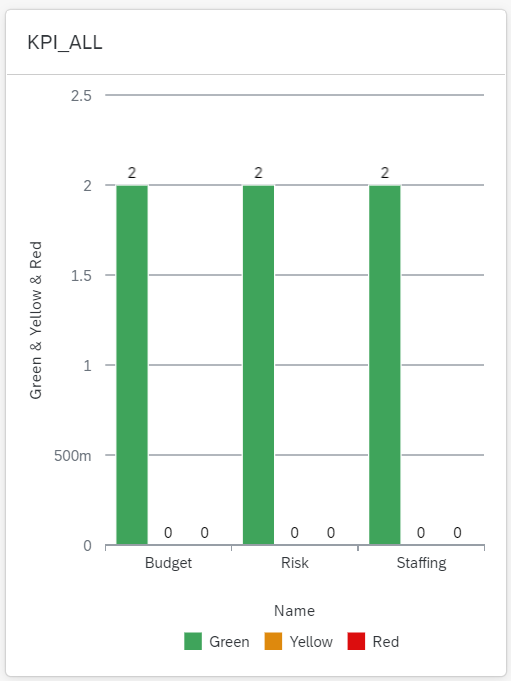 KPI_ALL
Green & Yellow & Red
2.5
2
1.5
1
500m
0
2 0 0 2 0 0 2 0 0
Budget Risk Staffing
Name
Green Yellow Red